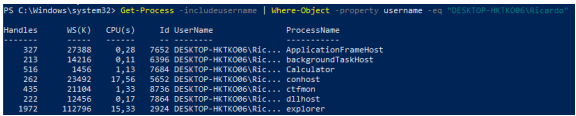 PS C:\Windows\system32> Get-Process -includeusername | Where-Object -property username -eq "DESKTOP-HKTKO06\Ricardo"
Handles WS(K) CPU(s) Id UserName ProcessName
------- ----- ------ -- -------- -----------
327 27388 0,28 7652 DESKTOP-HKTKO06\Ric... ApplicationFrameHost
213 14216 0,11 6396 DESKTOP-HKTKO06\Ric... backgroundTaskHost
516 1456 1,13 7684 DESKTOP-HKTKO06\Ric... Calculator
262 23492 17,56 5652 DESKTOP-HKTKO06\Ric... conhost
435 21104 1,33 8736 DESKTOP-HKTKO06\Ric... ctfmon
222 12456 0,17 7864 DESKTOP-HKTKO06\Ric... dllhost
1972 112796 15,33 2924 DESKTOP-HKTKO06\Ric... explorer